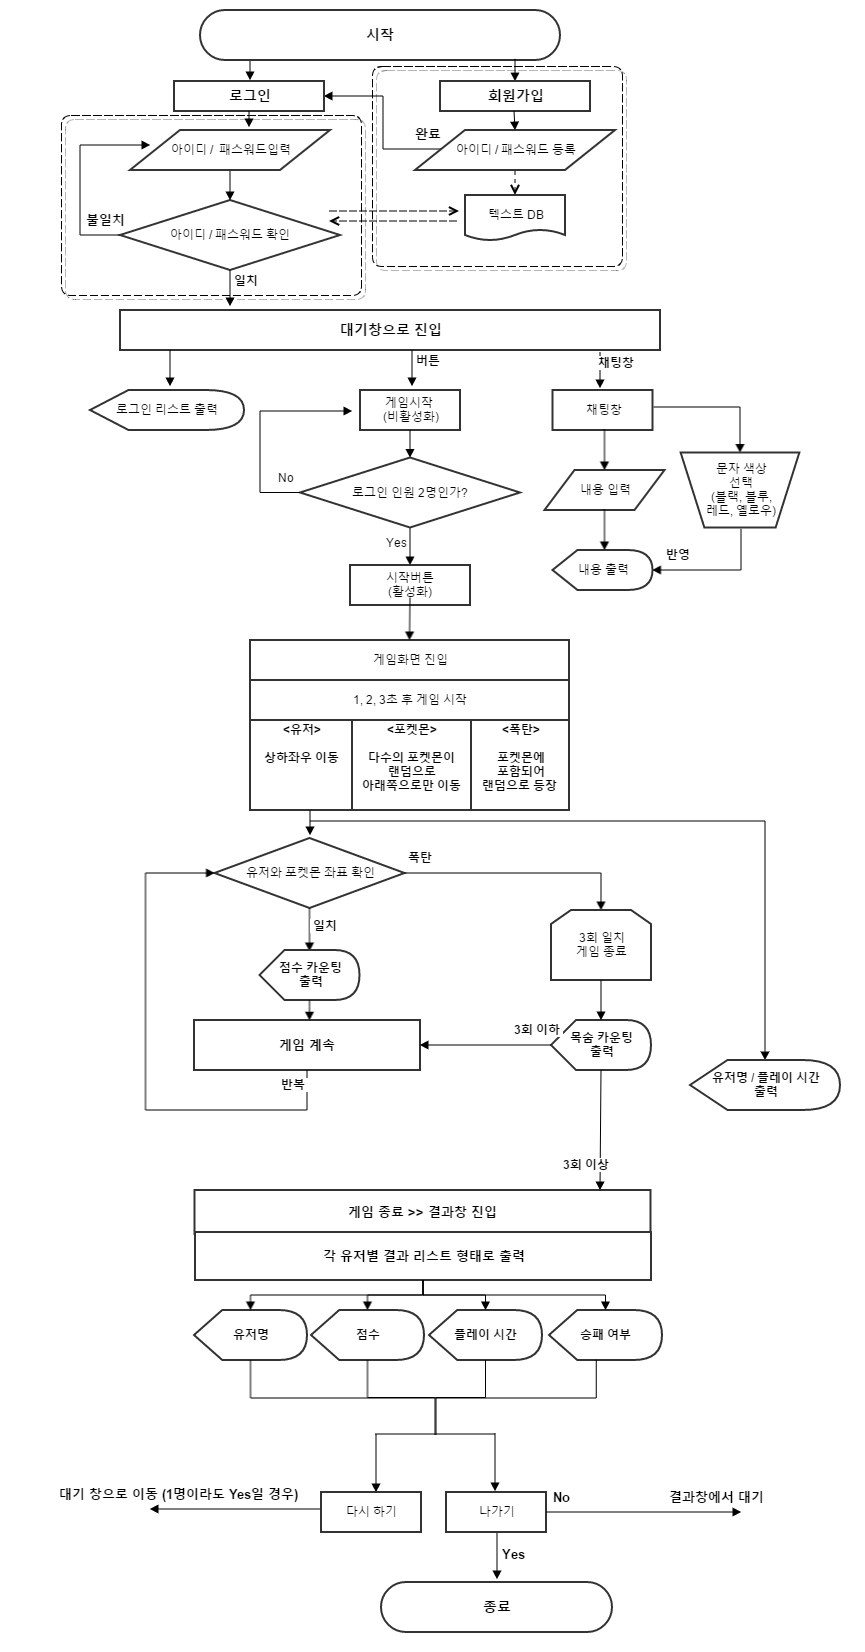 시작
로그인
회원가입
완료
아이디 / 패스워드입력
아이디 / 패스워드 등록
불일치
아이디 / 패스워드 확인
텍스트 DB
일치
대기창으로 진입
버튼
채팅창
로그인 리스트 출력
게임시작
(비활성화)
채팅창
No
로그인 인원 2명인가?
문자 색상
선택
(블랙, 블루,
레드, 옐로우)
내용 입력
Yes
반영
내용 출력
시작버튼
(활성화)
게임화면 진입
1, 2, 3초 후 게임 시작
<유저>
상하좌우 이동
<포켓몬>
다수의 포켓몬이
랜덤으로
아래쪽으로만 이동
<폭탄>
포켓몬에
포함되어
랜덤으로 등장
유저와 포켓몬 좌표 확인
폭탄
일치
3회 일치
게임 종료
점수 카운팅
출력
게임 계속
3회 이하
목숨 카운팅
출력
반복
유저명 / 플레이 시간
출력
3회 이상
게임 종료 >> 결과창 진입
각 유저별 결과 리스트 형태로 출력
유저명
점수
플레이 시간
승패 여부
대기 창으로 이동 (1명이라도 Yes일 경우)
다시 하기
나가기
No
결과창에서 대기
Yes
종료